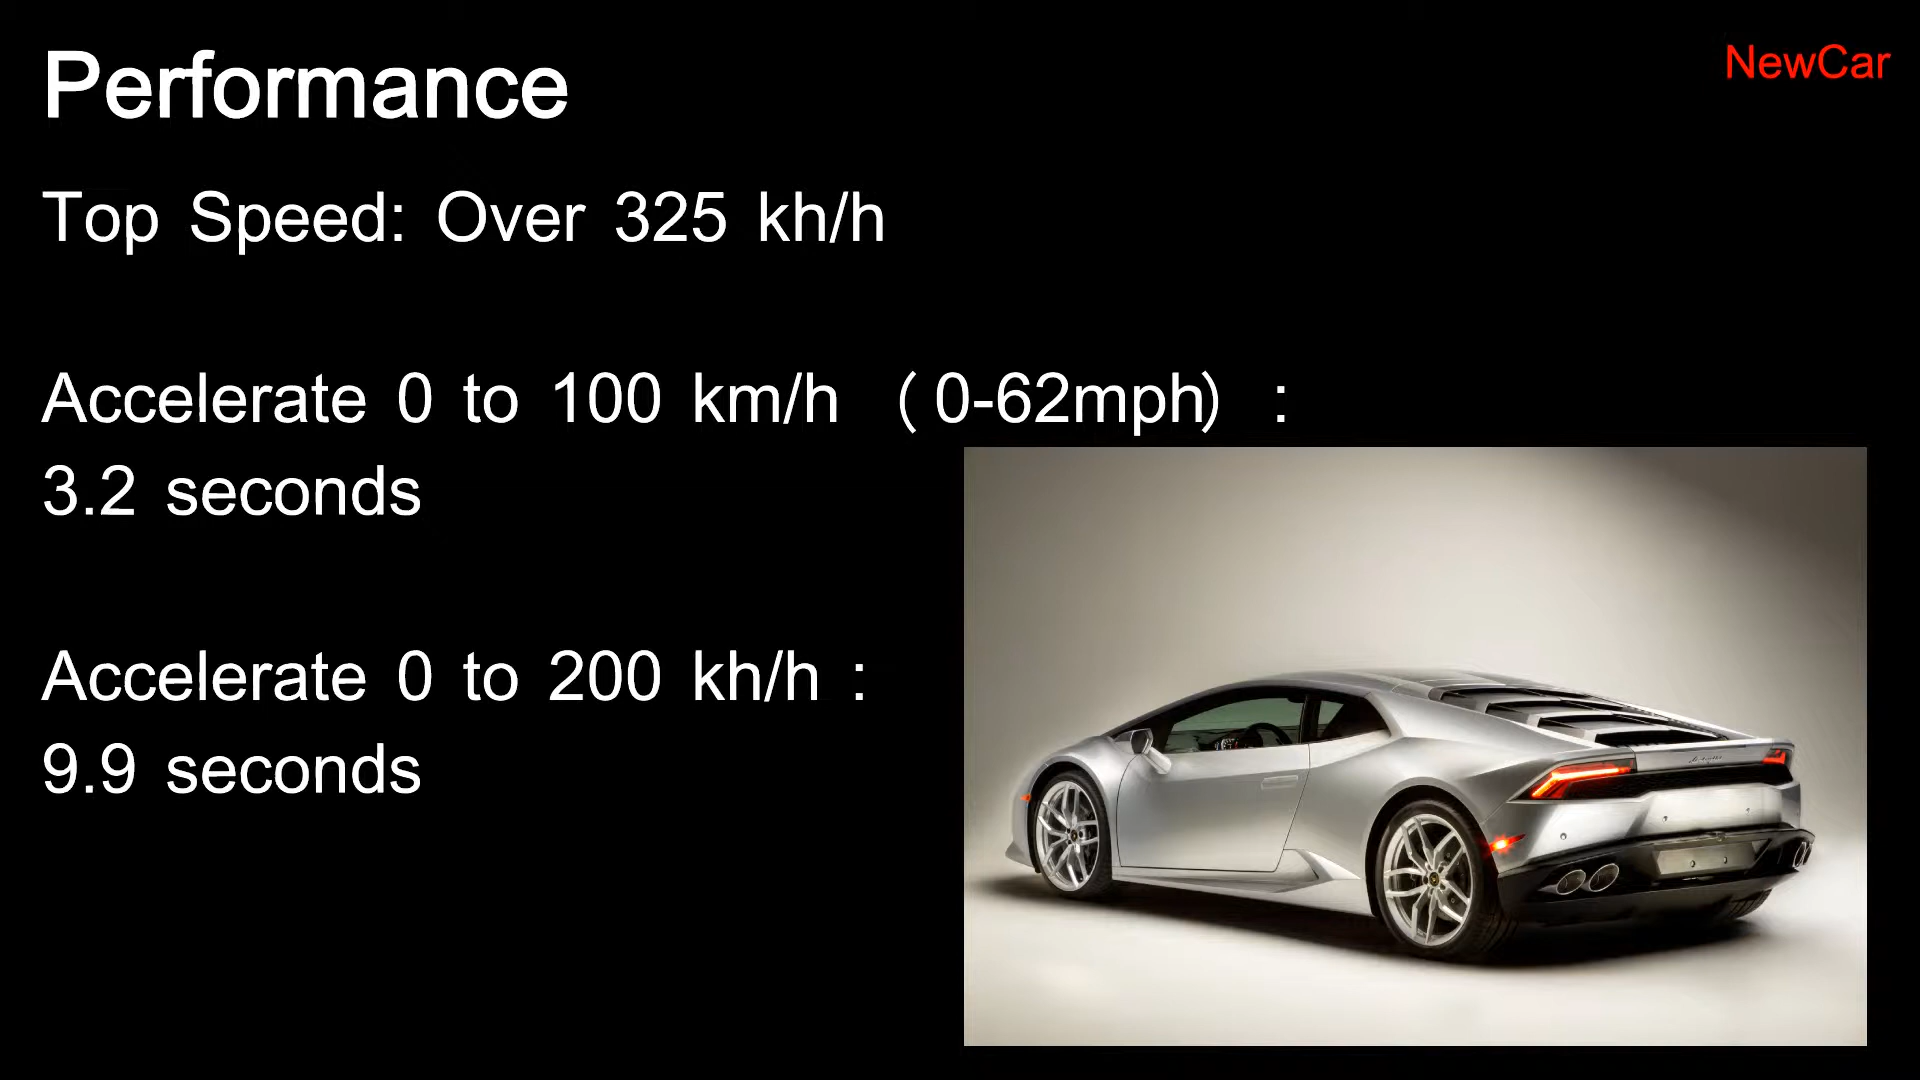 Performance
NewCar
Top Speed: Over 325 kh/h
Accelerate 0 to 100 km/h （0-62mph） :
3.2 seconds
Accelerate 0 to 200 kh/h :
9.9 seconds